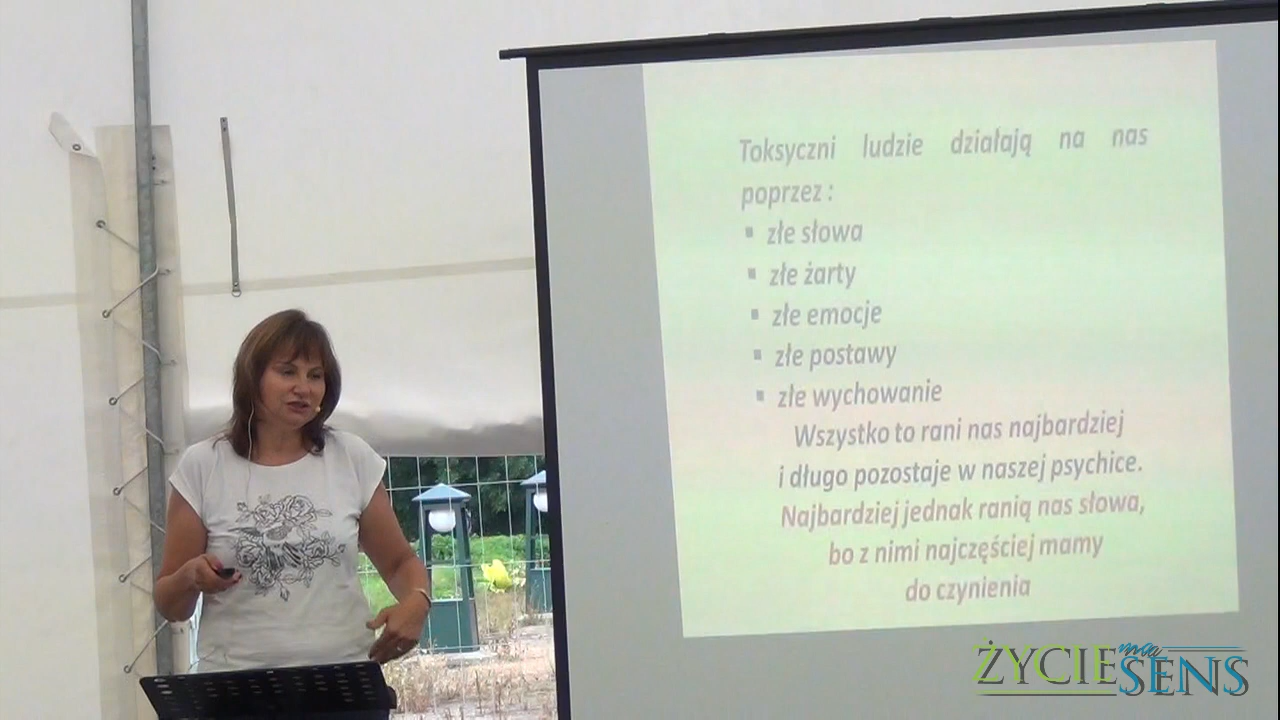 Toksyczni ludzie działają na nas
poprzez :
▪ złe słowa
▪ złe żarty
▪ złe emocje
▪ złe postawy
▪ złe wychowanie
Wszystko to rani nas najbardziej
i długo pozostaje w naszej psychice.
Najbardziej jednak ranią nas słowa,
bo z nimi najczęściej mamy
do czynienia
ŻYCIE ma SENS